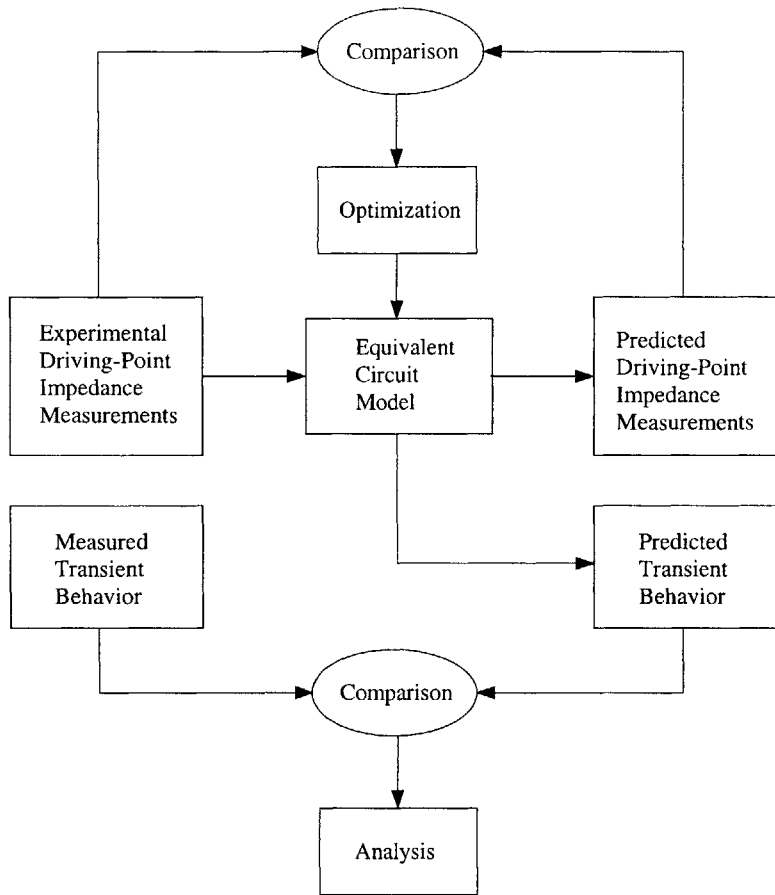 Comparison
Optimization
Experimental
Driving-Point
Impedance
Measurements
Equivalent
Circuit
Model
Predicted
Driving-Point
Impedance
Measurements
Measured
Transient
Behavior
Predicted
Transient
Behavior
Comparison
Analysis